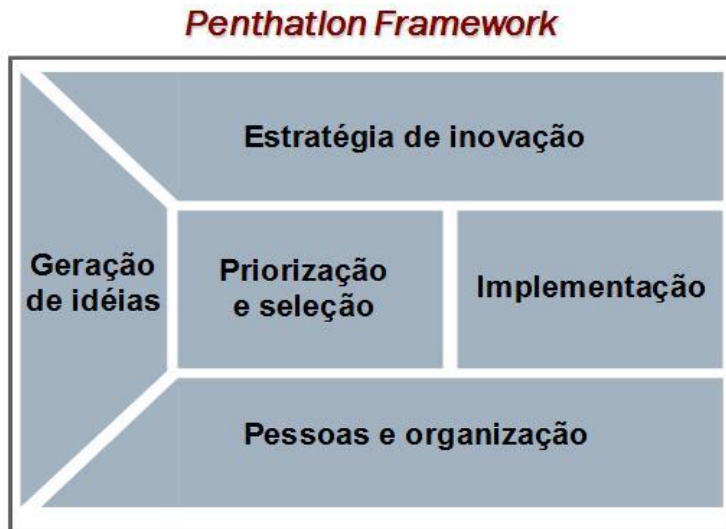 Penthatlon Framework
Estratégia de inovação
Geração
de idéias
Priorização
e seleção
Implementação
Pessoas e organização